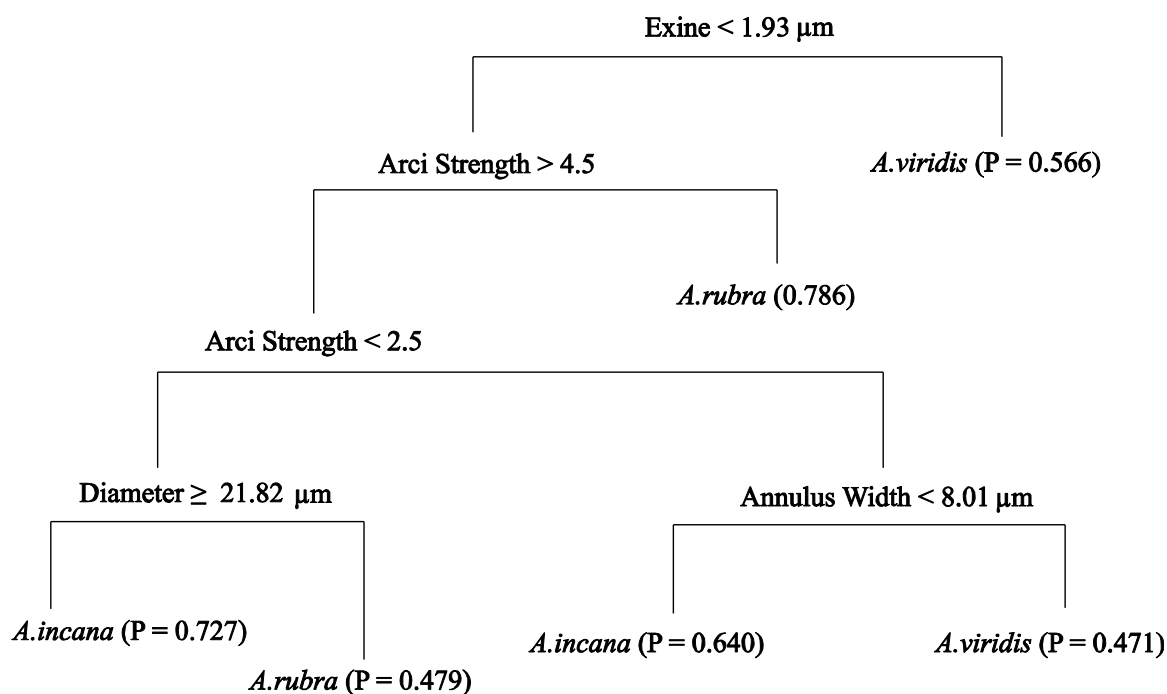 Exine < 1.93 µm
Arci Strength > 4.5
A.viridis (P = 0.566)
A.rubra (0.786)
Arci Strength < 2.5
Diameter ≥ 21.82 µm
Annulus Width < 8.01 µm
A.incana (P = 0.727)
A.rubra (P = 0.479)
A.incana (P = 0.640)
A.viridis (P = 0.471)